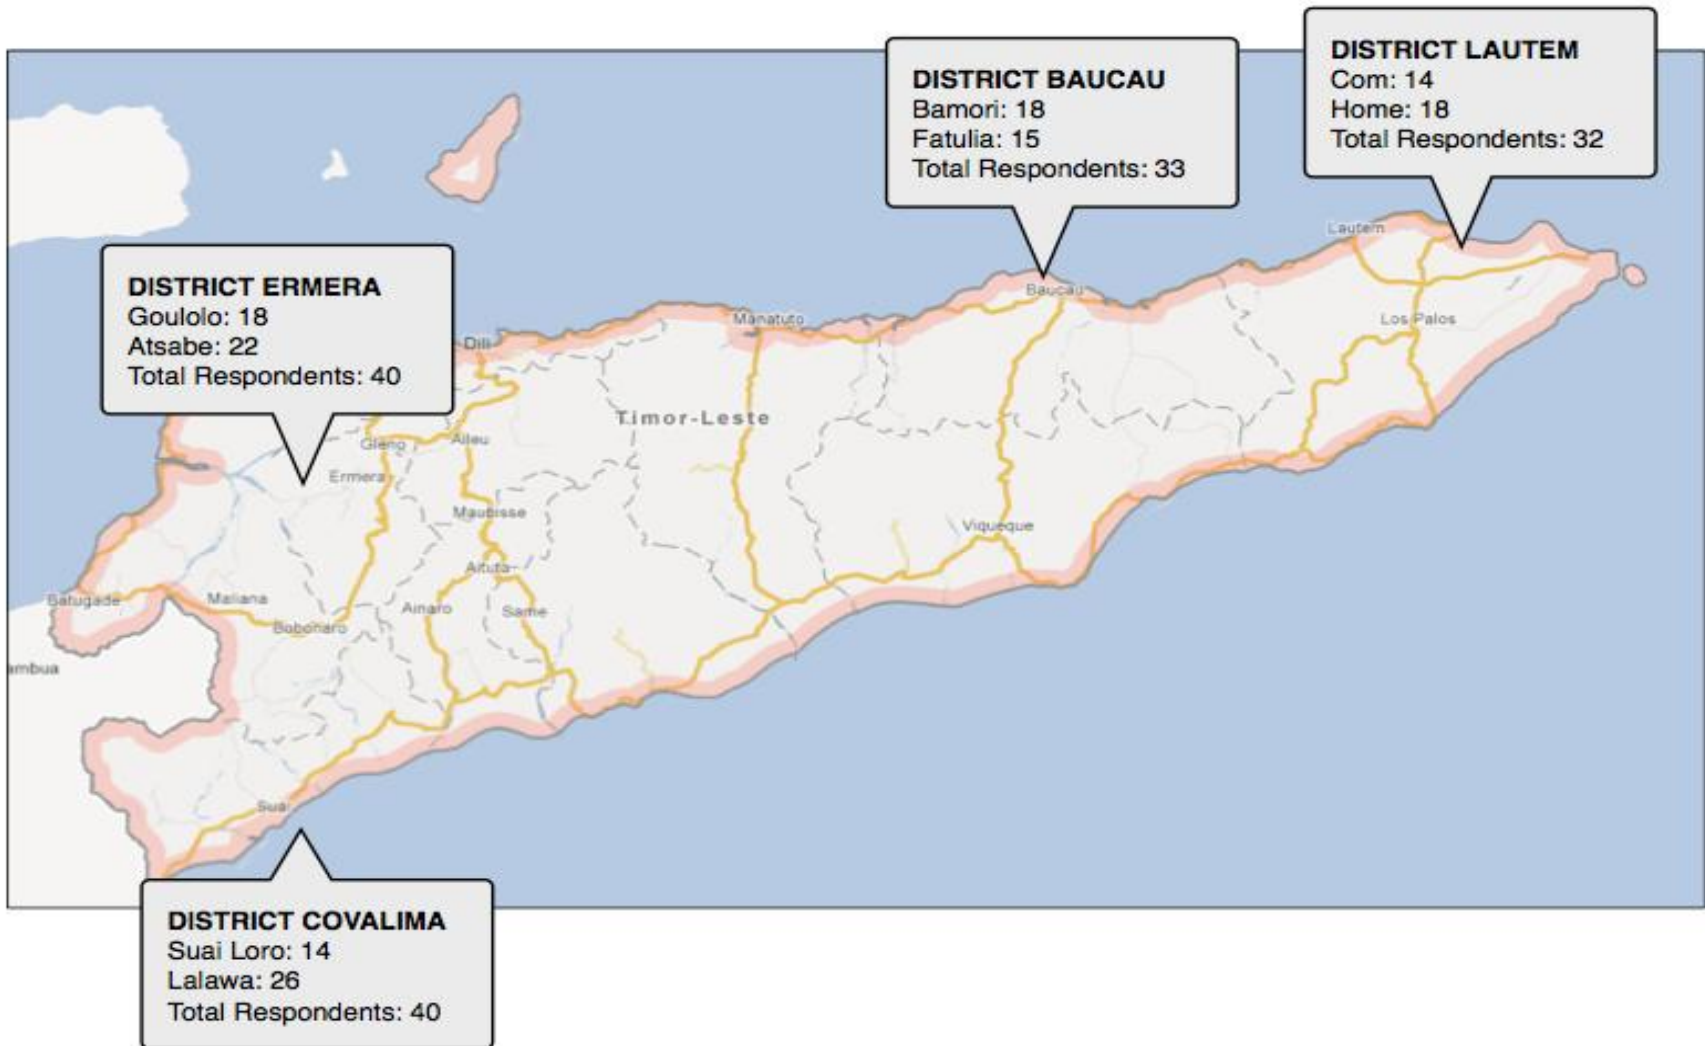 DISTRICT LAUTEM
Com: 14
Home: 18
Total Respondents: 32
DISTRICT BAUCAU
Bamori: 18
Fatulia: 15
Total Respondents: 33
DISTRICT ERMERA
Goulolo: 18
Atsabe: 22
Total Respondents: 40
Lautem
Baucau
Manatuto
Los Palos
Dili
Timor-Leste
Gleno
Aileu
Ermera
Maubisse
Viqueque
Aituto
Batugade
Maliana
Ainaro
Same
Bobonaro
ambua
Suai
DISTRICT COVALIMA
Suai Loro: 14
Lalawa: 26
Total Respondents: 40